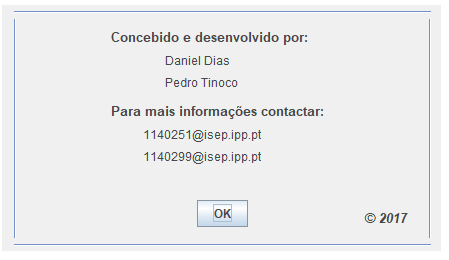 Concebido e desenvolvido por:
Daniel Dias
Pedro Tinoco
Para mais informações contactar:
1140251@isep.ipp.pt
1140299@isep.ipp.pt
OK
© 2017